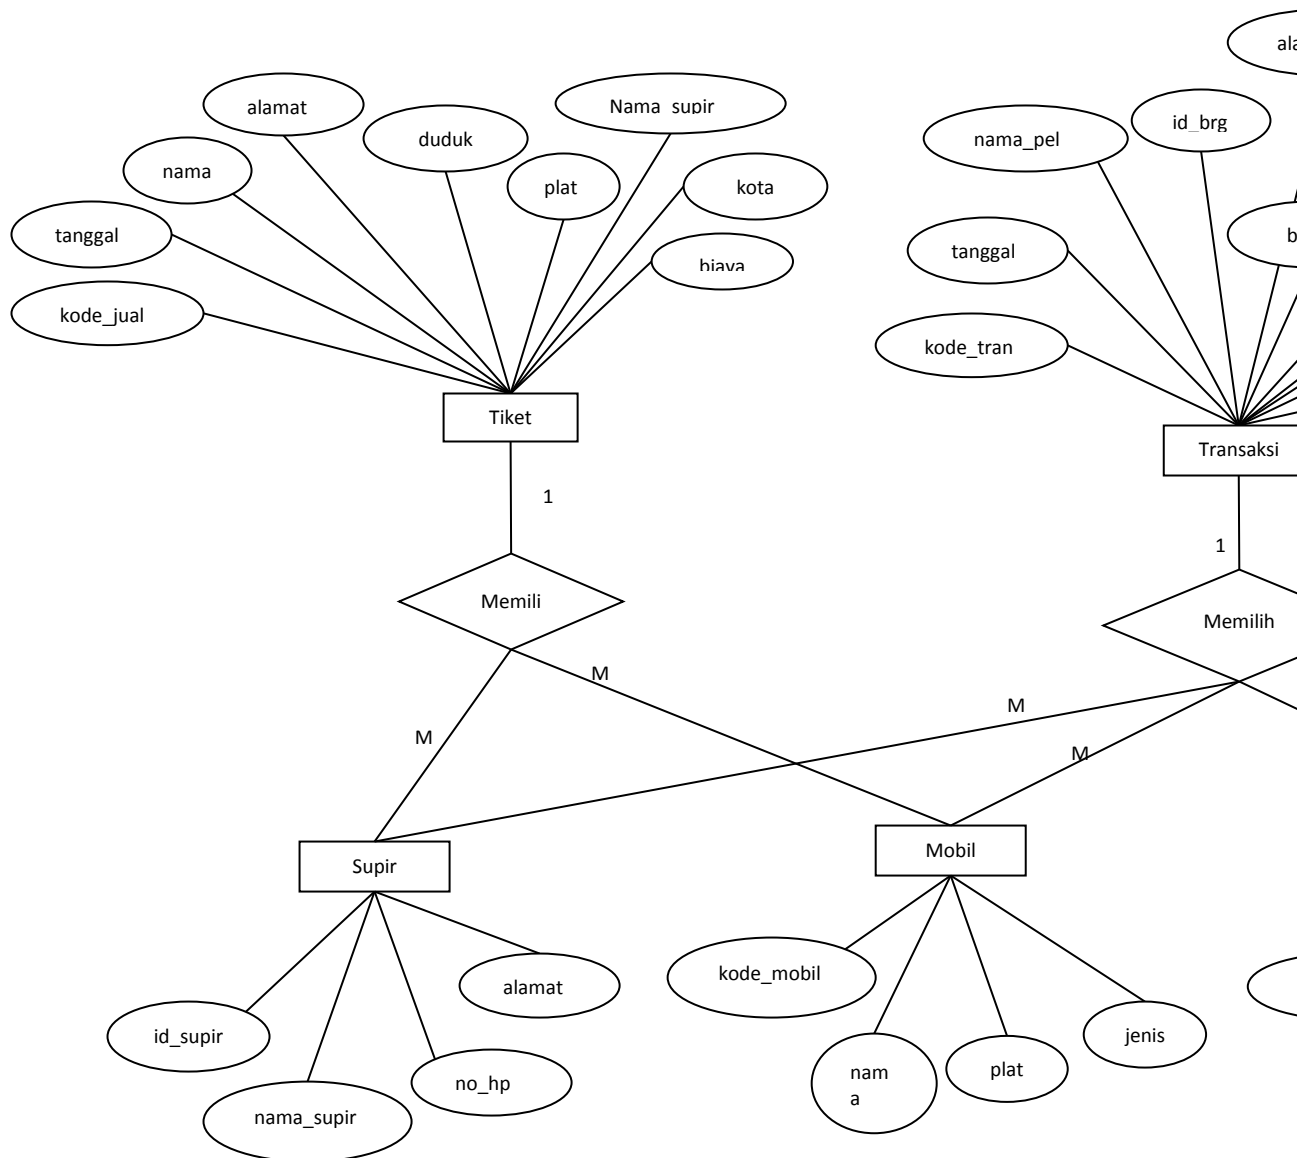 ala
alamat
Nama_supir
duduk
id_brg
nama_pel
nama
plat
kota
tanggal
b
tanggal
biaya
kode_jual
kode_tran
Tiket
Transaksi
1
1
Memili
Memilih
M
M
M
M
Supir
Mobil
kode_mobil
alamat
id_supir
jenis
nam
a
plat
no_hp
nama_supir